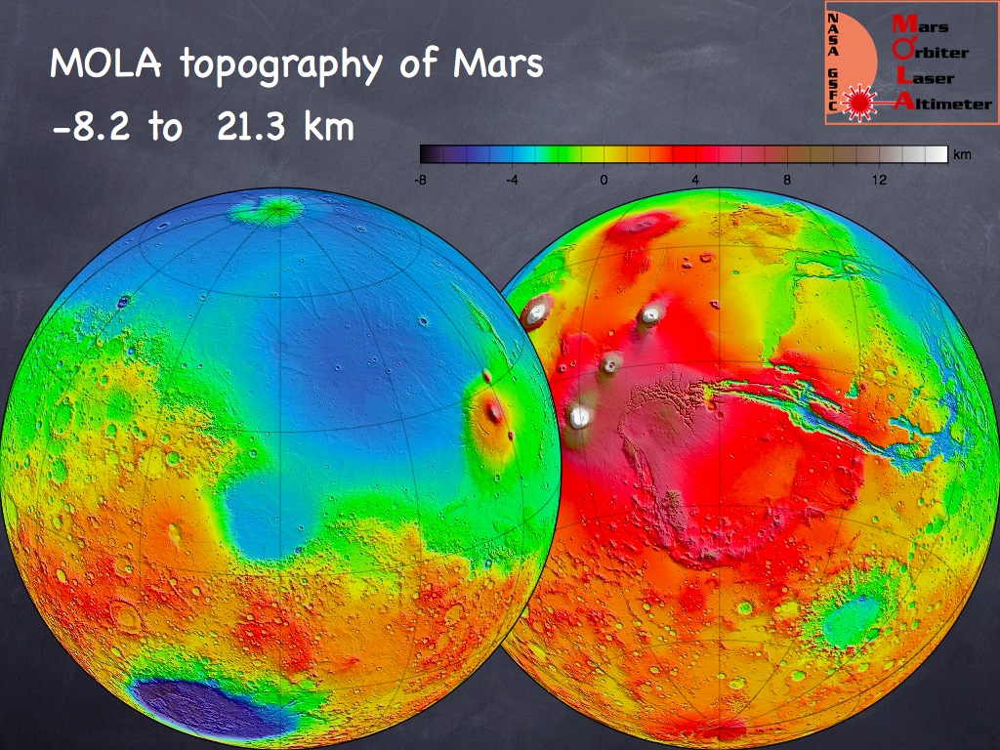 MOLA topography of Mars
-8.2 to 21.3 km
NASA GSFC
Mars
Orbiter
Laser
Altimeter
km
-8 -4 0 4 8 12